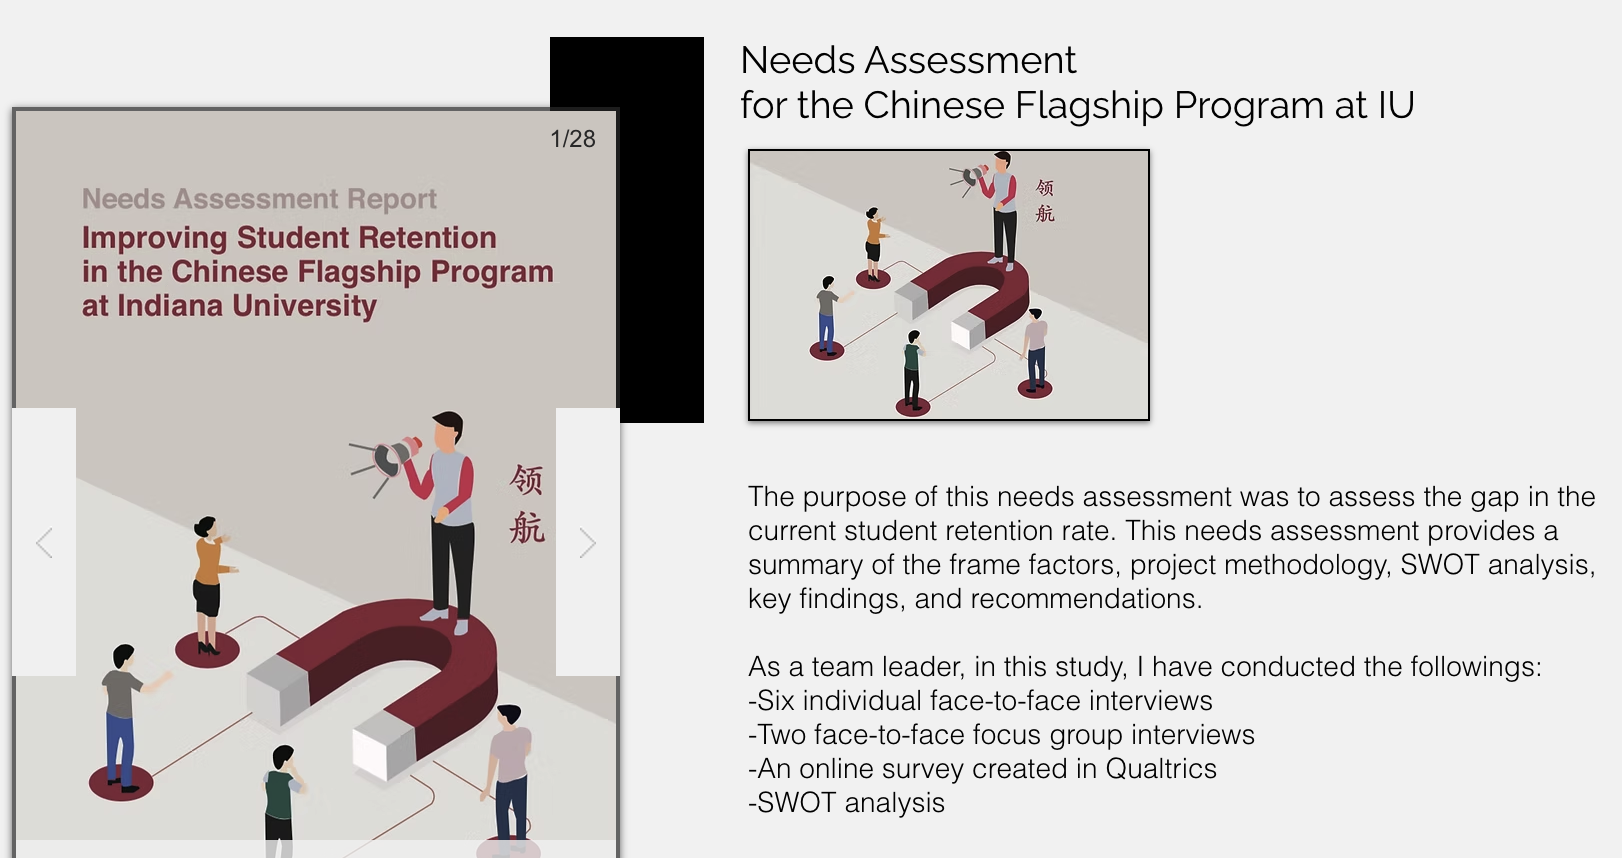 Needs Assessment
for the Chinese Flagship Program at IU
1/28
Needs Assessment Report
Improving Student Retention
in the Chinese Flagship Program
at Indiana University
领
航
领
航
The purpose of this needs assessment was to assess the gap in the
current student retention rate. This needs assessment provides a
summary of the frame factors, project methodology, SWOT analysis,
key findings, and recommendations.
As a team leader, in this study, I have conducted the followings:
-Six individual face-to-face interviews
-Two face-to-face focus group interviews
-An online survey created in Qualtrics
-SWOT analysis